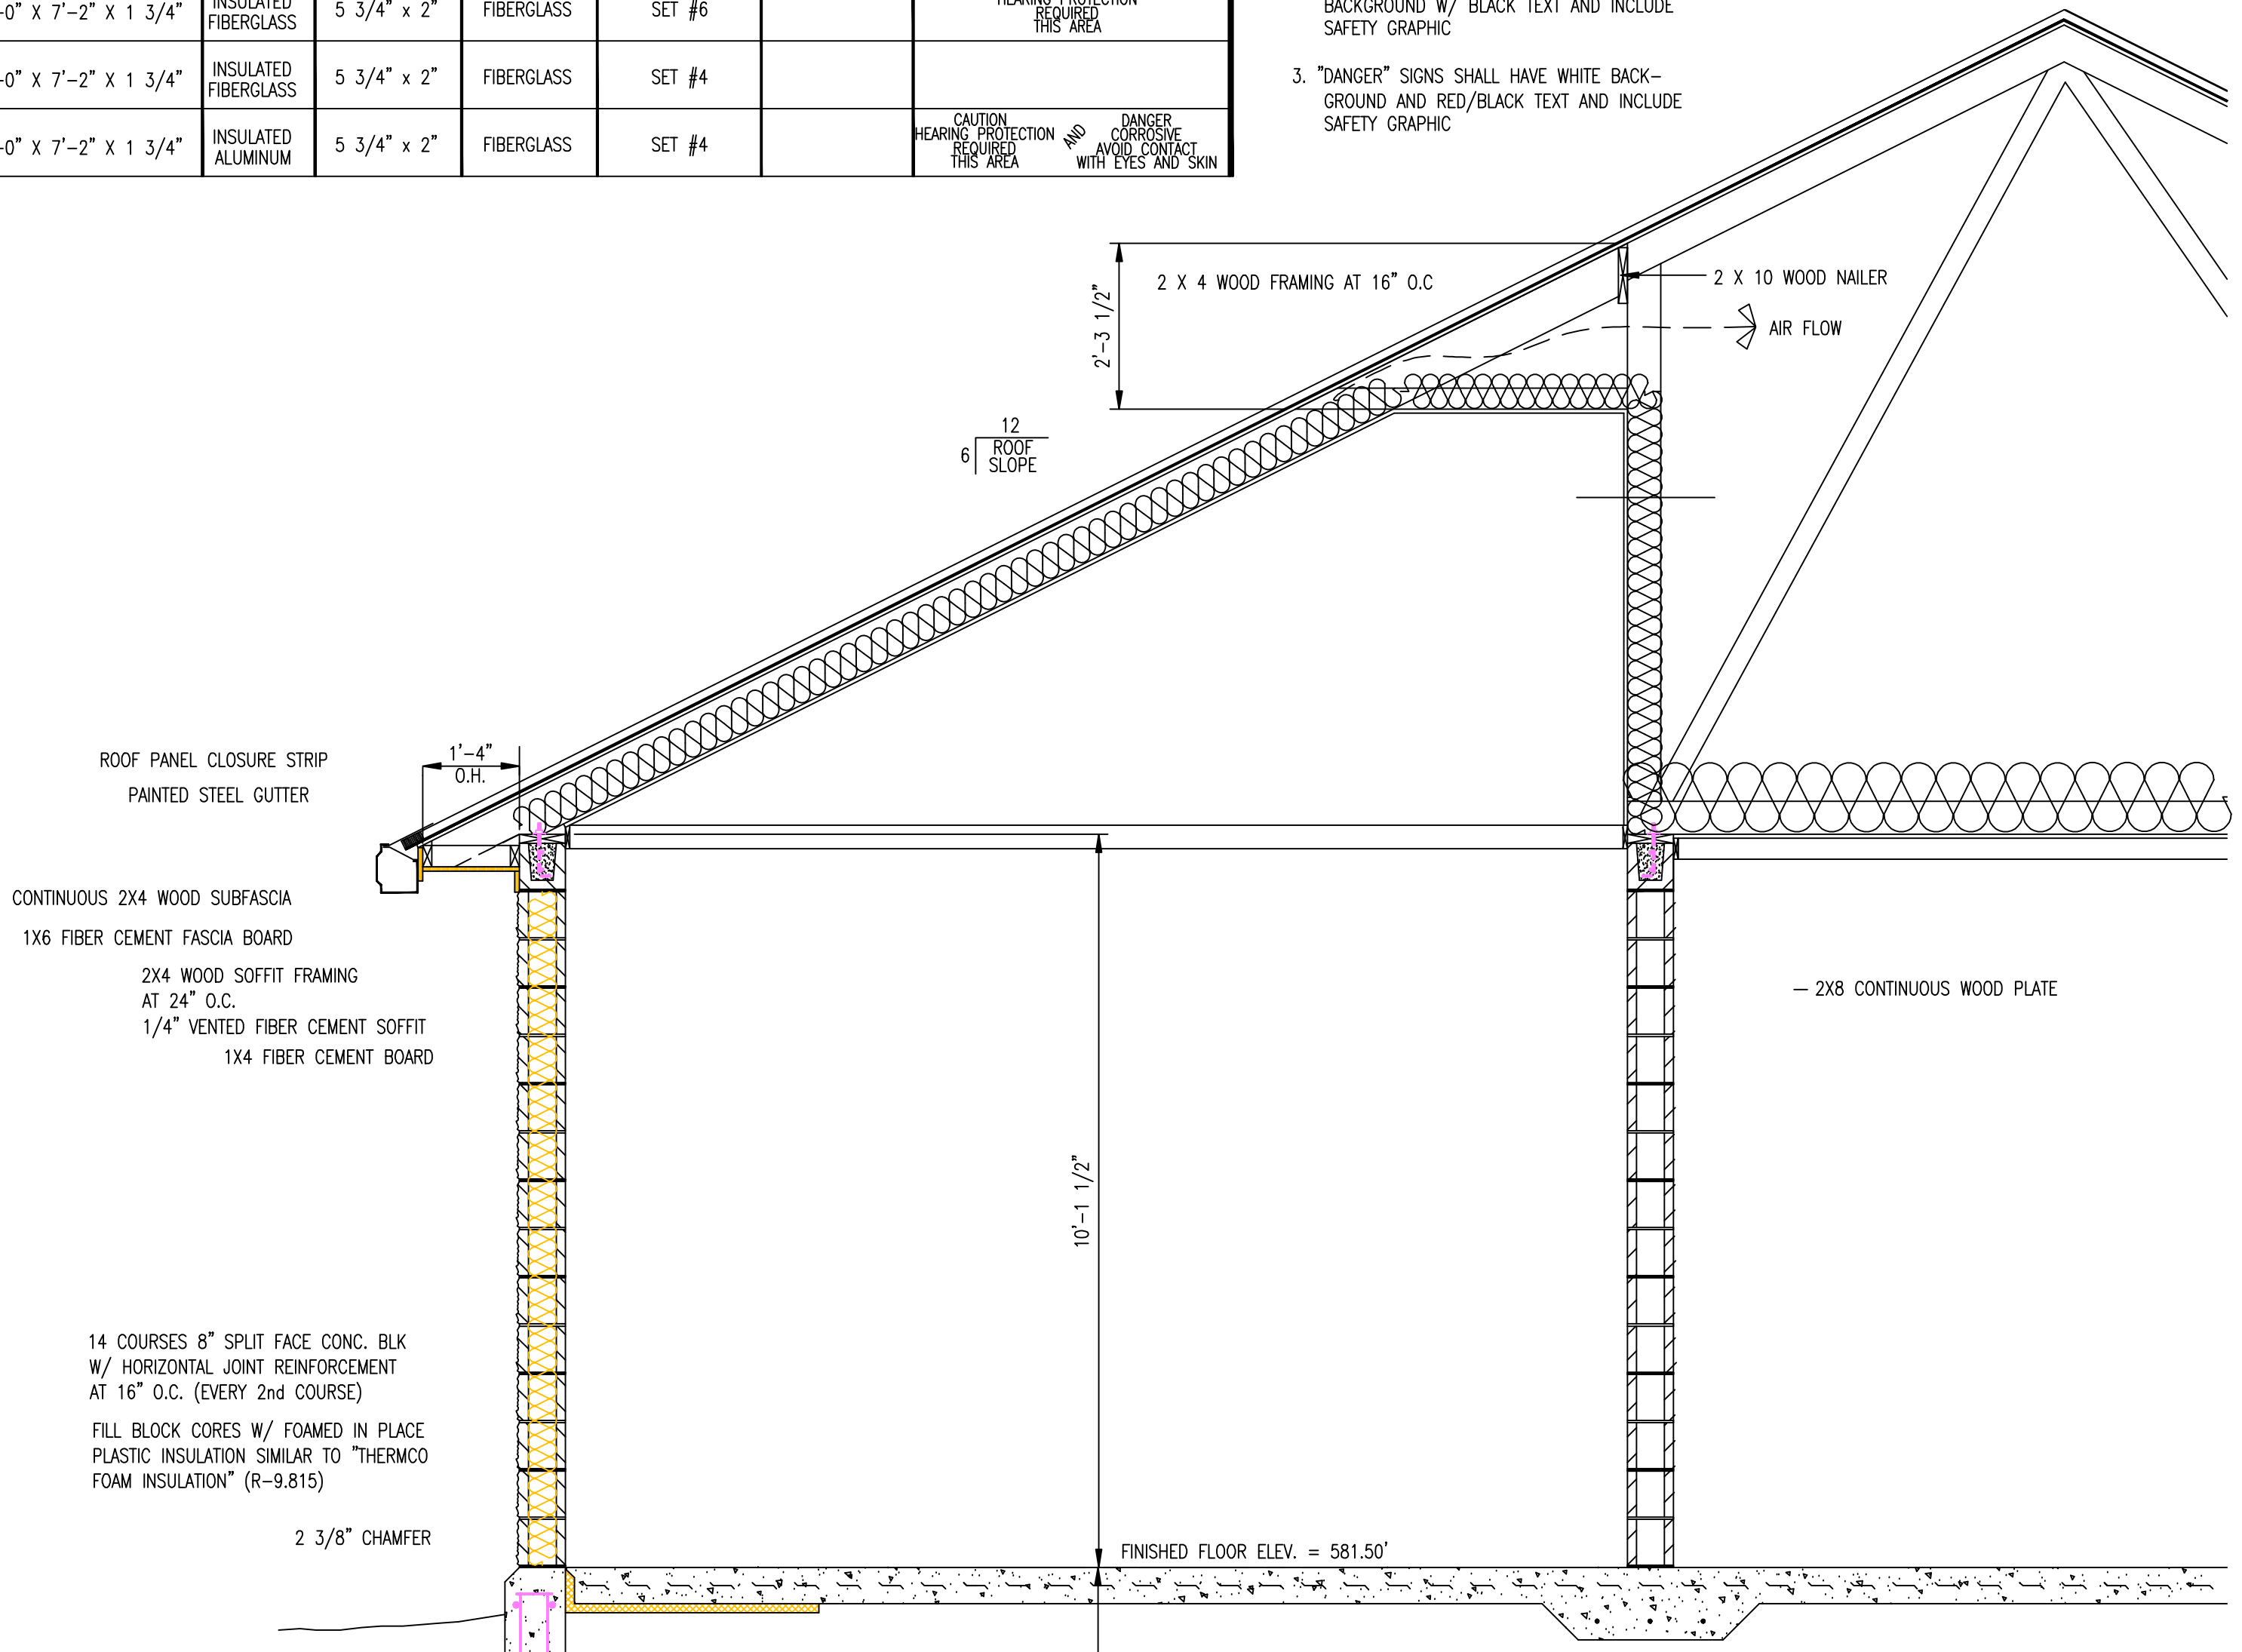 -0" X 7'-2" X 1 3/4" INSULATED FIBERGLASS 5 3/4" x 2" FIBERGLASS SET #6 HEARING PROTECTION REQUIRED THIS AREA
-0" X 7'-2" X 1 3/4" INSULATED FIBERGLASS 5 3/4" x 2" FIBERGLASS SET #4
-0" X 7'-2" X 1 3/4" INSULATED ALUMINUM 5 3/4" x 2" FIBERGLASS SET #4 CAUTION HEARING PROTECTION REQUIRED THIS AREA AND DANGER CORROSIVE AVOID CONTACT WITH EYES AND SKIN
BACKGROUND W/ BLACK TEXT AND INCLUDE
SAFETY GRAPHIC
3. "DANGER" SIGNS SHALL HAVE WHITE BACK-
GROUND AND RED/BLACK TEXT AND INCLUDE
SAFETY GRAPHIC
2'-3 1/2"
2 X 4 WOOD FRAMING AT 16" O.C
2 X 10 WOOD NAILER
AIR FLOW
12
6 ROOF
SLOPE
ROOF PANEL CLOSURE STRIP
PAINTED STEEL GUTTER
1'-4"
O.H.
CONTINUOUS 2X4 WOOD SUBFASCIA
1X6 FIBER CEMENT FASCIA BOARD
2X4 WOOD SOFFIT FRAMING
AT 24" O.C.
1/4" VENTED FIBER CEMENT SOFFIT
1X4 FIBER CEMENT BOARD
2X8 CONTINUOUS WOOD PLATE
10'-1 1/2"
14 COURSES 8" SPLIT FACE CONC. BLK
W/ HORIZONTAL JOINT REINFORCEMENT
AT 16" O.C. (EVERY 2nd COURSE)
FILL BLOCK CORES W/ FOAMED IN PLACE
PLASTIC INSULATION SIMILAR TO "THERMCO
FOAM INSULATION" (R-9.815)
2 3/8" CHAMFER
FINISHED FLOOR ELEV. = 581.50'